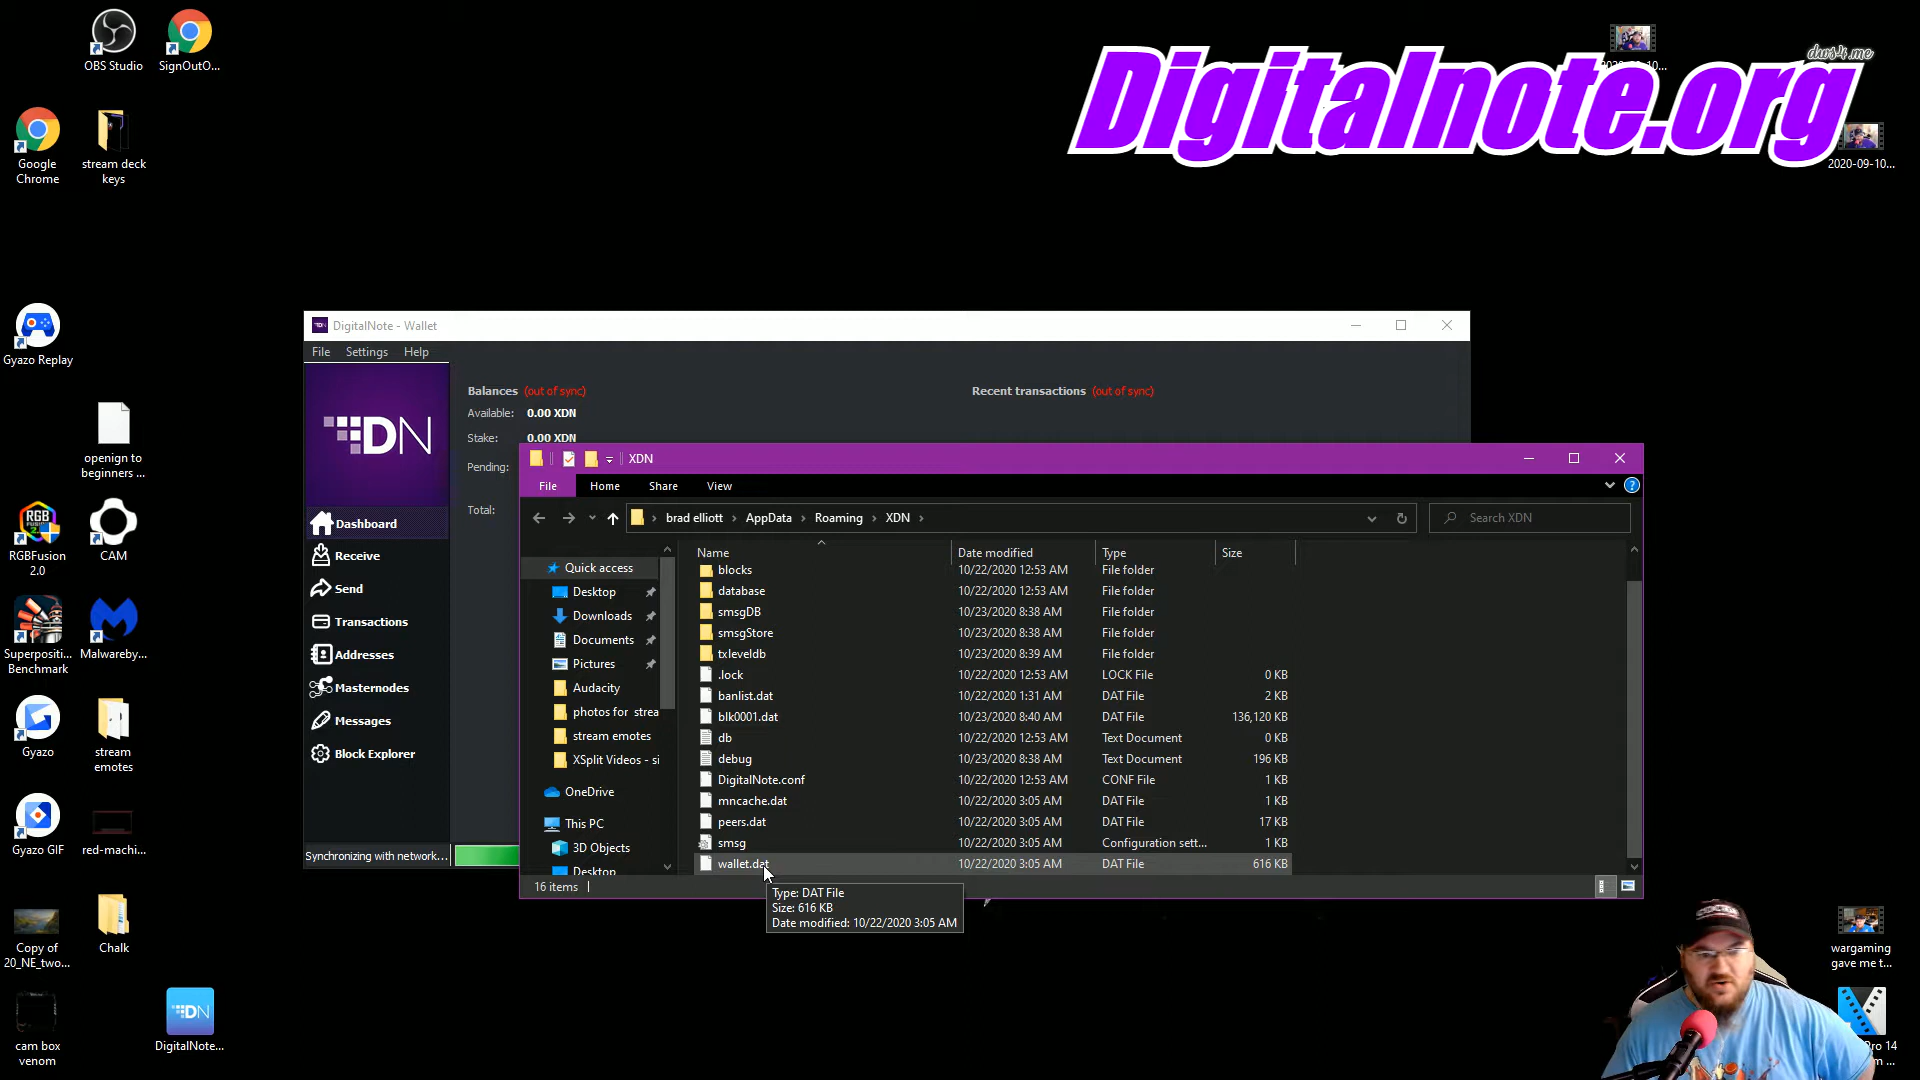 OBS Studio
SignOutO...
Google
Chrome
stream deck
keys
Digitalnote.org
dws4.me
2020-09-10...
Gyazo Replay
openign to
beginners ...
RGBFusion
2.0
CAM
Superpositi...
Benchmark
Malwareby...
Gyazo
stream
emotes
Gyazo GIF
red-machi...
Copy of
20_NE_two...
Chalk
cam box
venom
DigitalNote...
wargaming
gave me t...
DigitalNote - Wallet
File Settings Help
DN
Balances (out of sync)
Recent transactions (out of sync)
Available: 0.00 XDN
Stake: 0.00 XDN
Pending:
Total:
Dashboard
Receive
Send
Transactions
Addresses
Masternodes
Messages
Block Explorer
Synchronizing with network...
XDN
File Home Share View
brad elliott > AppData > Roaming > XDN >
Search XDN
Quick access
Desktop
Downloads
Documents
Pictures
Audacity
photos for strea
stream emotes
XSplit Videos - si
OneDrive
This PC
3D Objects
Desktop
Name Date modified Type Size
blocks 10/22/2020 12:53 AM File folder
database 10/22/2020 12:53 AM File folder
smsgDB 10/23/2020 8:38 AM File folder
smsgStore 10/23/2020 8:38 AM File folder
txleveldb 10/23/2020 8:39 AM File folder
.lock 10/22/2020 12:53 AM LOCK File 0 KB
banlist.dat 10/22/2020 1:31 AM DAT File 2 KB
blk0001.dat 10/23/2020 8:40 AM DAT File 136,120 KB
db 10/22/2020 12:53 AM Text Document 0 KB
debug 10/23/2020 8:38 AM Text Document 196 KB
DigitalNote.conf 10/22/2020 12:53 AM CONF File 1 KB
mncache.dat 10/22/2020 3:05 AM DAT File 1 KB
peers.dat 10/22/2020 3:05 AM DAT File 17 KB
smsg 10/22/2020 3:05 AM Configuration sett... 1 KB
wallet.dat 10/22/2020 3:05 AM DAT File 616 KB
16 items
Type: DAT File
Size: 616 KB
Date modified: 10/22/2020 3:05 AM